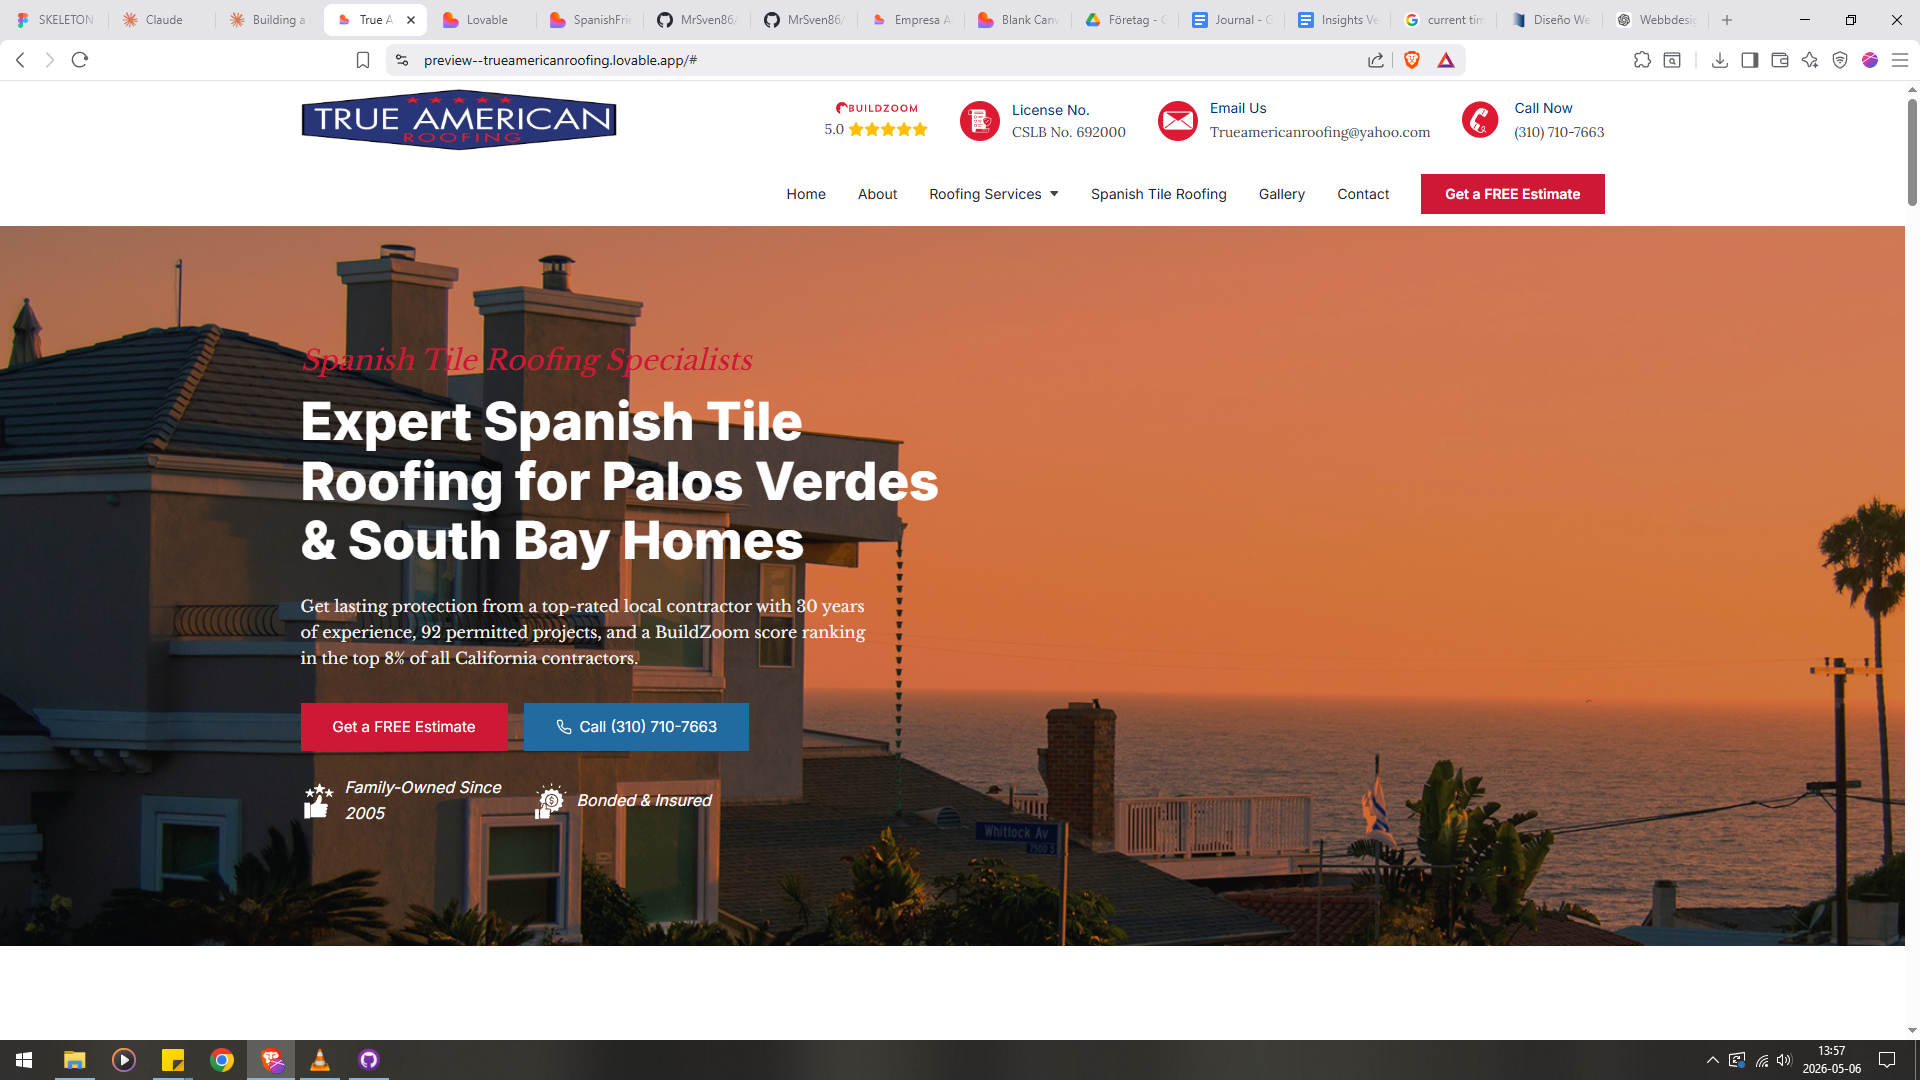 SKELETON
Claude
Building a
True A
Lovable
SpanishFrie
MrSven86/
MrSven86/
Empresa A
Blank Canv
Företag - G
Journal - G
Insights Ve
current tim
Diseño We
Webbdesig
preview--trueamericanroofing.lovable.app/#
TRUE AMERICAN
ROOFING
BUILDZOOM
5.0
License No.
CSLB No. 692000
Email Us
Trueamericanroofing@yahoo.com
Call Now
(310) 710-7663
Home
About
Roofing Services
Spanish Tile Roofing
Gallery
Contact
Get a FREE Estimate
Spanish Tile Roofing Specialists
Expert Spanish Tile
Roofing for Palos Verdes
& South Bay Homes
Get lasting protection from a top-rated local contractor with 30 years
of experience, 92 permitted projects, and a BuildZoom score ranking
in the top 8% of all California contractors.
Get a FREE Estimate
Call (310) 710-7663
Family-Owned Since
2005
Bonded & Insured
Whitlock Av
7500 S
13:57
2026-05-06